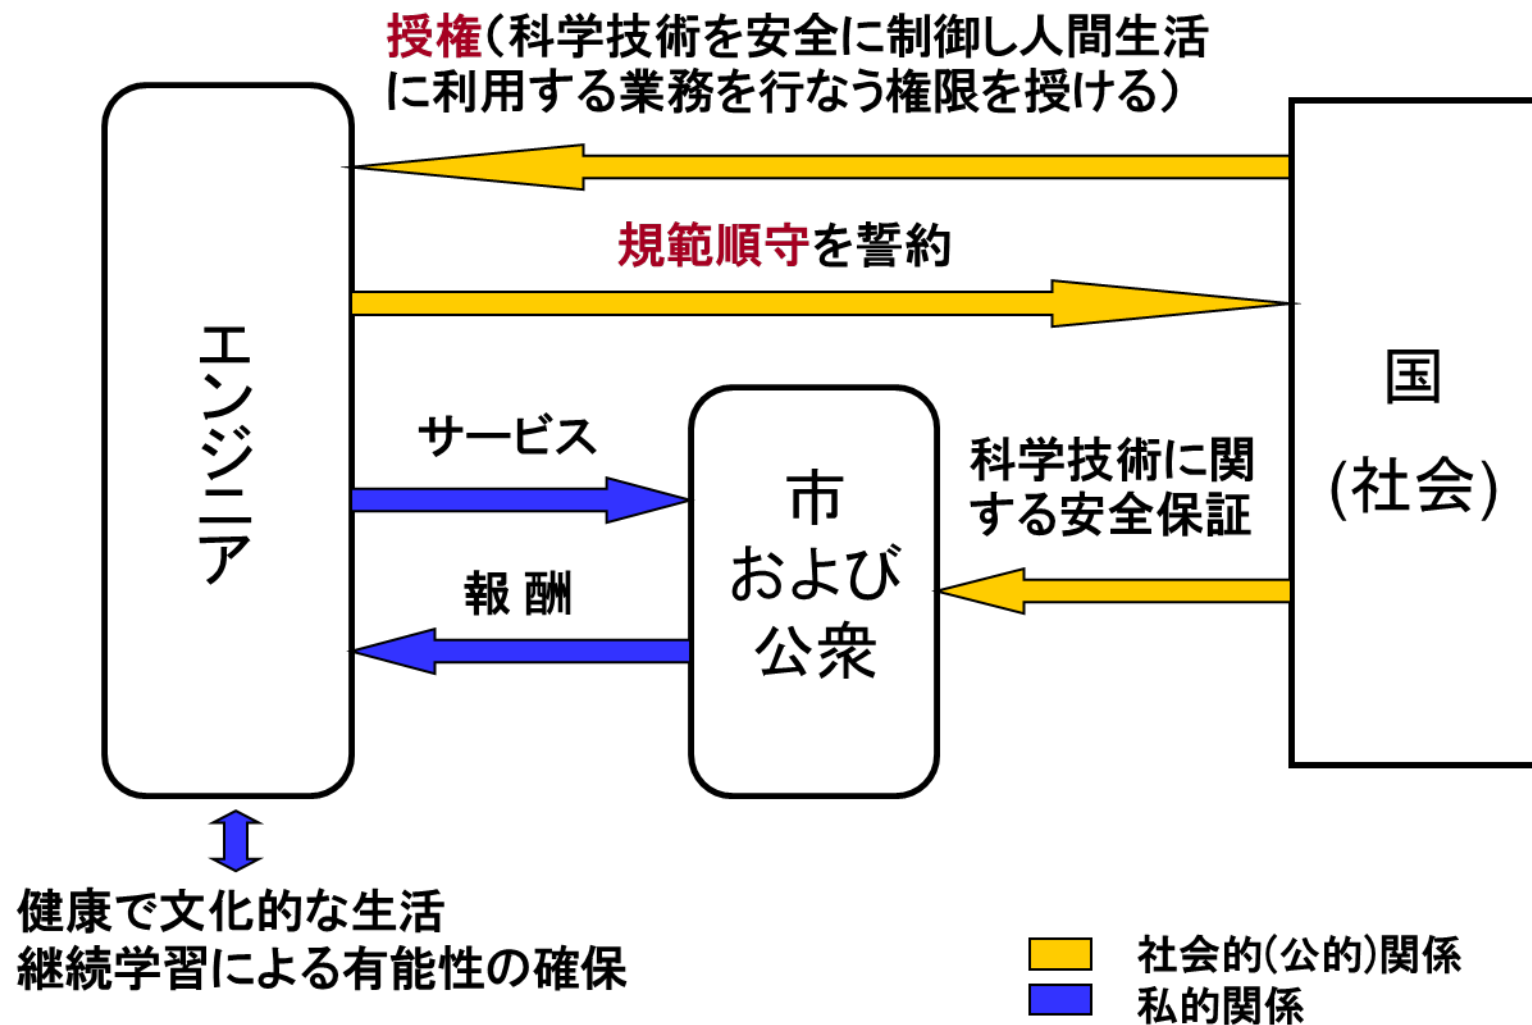 授権(科学技術を安全に制御し人間生活
に利用する業務を行なう権限を授ける)
規範順守を誓約
エンジニア
サービス
報酬
市
および
公衆
科学技術に関
する安全保証
国
(社会)
健康で文化的な生活
継続学習による有能性の確保
社会的(公的)関係
私的関係